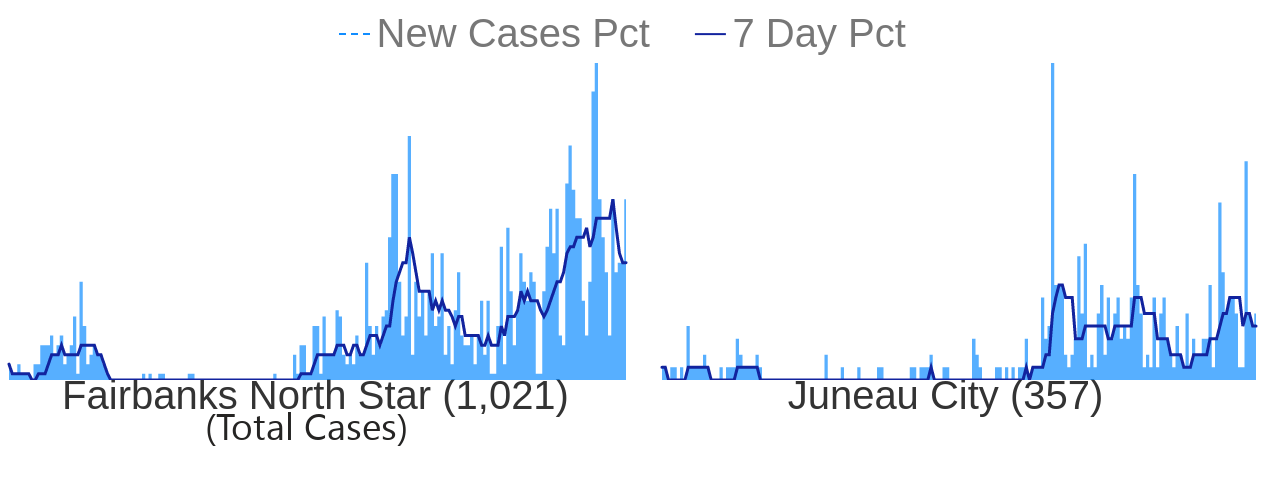 New Cases Pct 7 Day Pct
Fairbanks North Star (1,021) Juneau City (357)
(Total Cases)